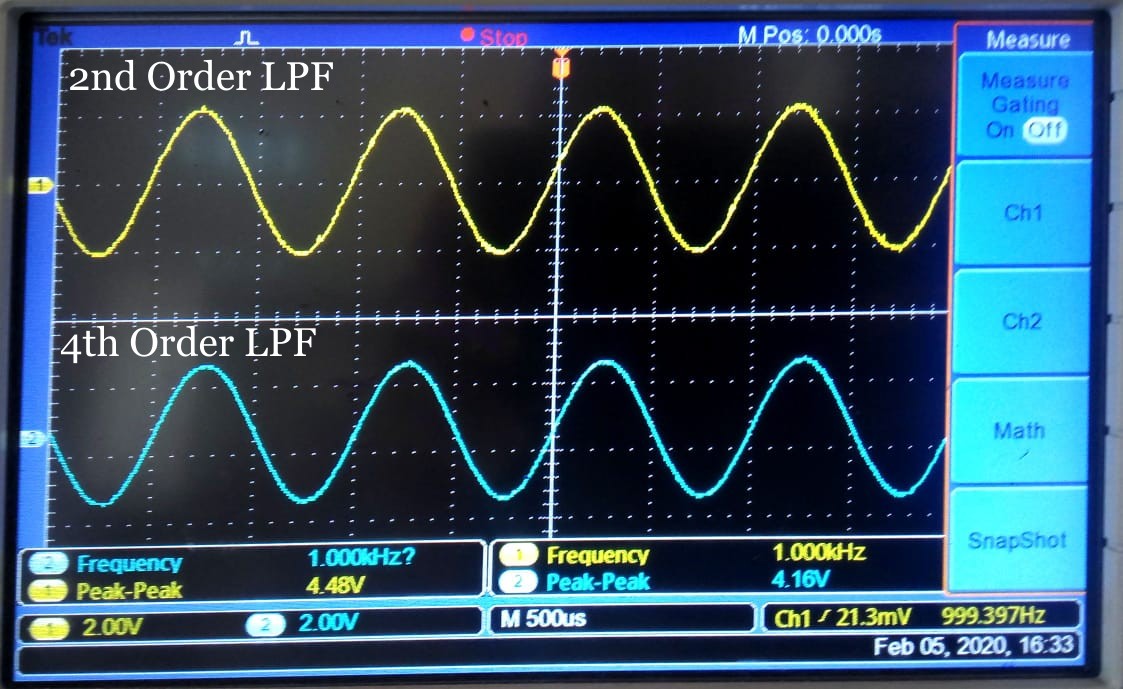 Tek Stop M Pos: 0.000s Measure
2nd Order LPF
Measure
Gating
On Off
1
Ch1
Ch2
4th Order LPF
2
Math
SnapShot
2 Frequency 1.000kHz?
1 Peak-Peak 4.48V
1 Frequency 1.000kHz
2 Peak-Peak 4.16V
1 2.00V 2 2.00V M 500us Ch1 21.3mV 999.397Hz
Feb 05, 2020, 16:33